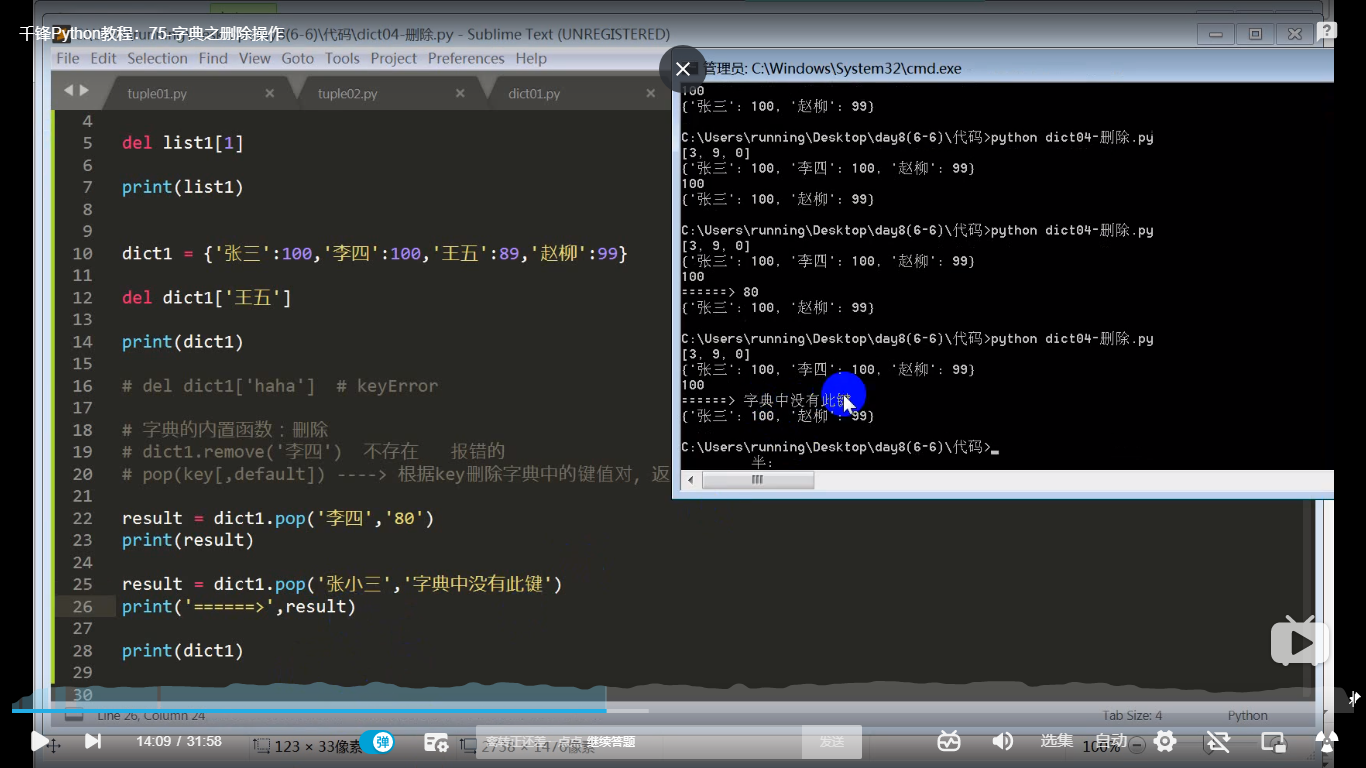 千锋Python教程：75-字典之删除操作
(6-6)\代码\dict04-删除.py - Sublime Text (UNREGISTERED)
File Edit Selection Find View Goto Tools Project Preferences Help
tuple01.py
tuple02.py
dict01.py
4
5 del list1[1]
6
7 print(list1)
8
9
10 dict1 = {'张三':100,'李四':100,'王五':89,'赵柳':99}
11
12 del dict1['王五']
13
14 print(dict1)
15
16 # del dict1['haha']  # keyError
17
18 # 字典的内置函数：删除
19 # dict1.remove('李四')  不存在   报错的
20 # pop(key[,default]) ----> 根据key删除字典中的键值对，返
21
22 result = dict1.pop('李四','80')
23 print(result)
24
25 result = dict1.pop('张小三','字典中没有此键')
26 print('======>',result)
27
28 print(dict1)
29
30
管理员: C:\Windows\System32\cmd.exe
100
{'张三': 100, '赵柳': 99}
C:\Users\running\Desktop\day8(6-6)\代码>python dict04-删除.py
[3, 9, 0]
{'张三': 100, '李四': 100, '赵柳': 99}
100
{'张三': 100, '赵柳': 99}
C:\Users\running\Desktop\day8(6-6)\代码>python dict04-删除.py
[3, 9, 0]
{'张三': 100, '李四': 100, '赵柳': 99}
100
======> 80
{'张三': 100, '赵柳': 99}
C:\Users\running\Desktop\day8(6-6)\代码>python dict04-删除.py
[3, 9, 0]
{'张三': 100, '李四': 100, '赵柳': 99}
100
======> 字典中没有此键
{'张三': 100, '赵柳': 99}
C:\Users\running\Desktop\day8(6-6)\代码>
半:
Line 26, Column 24
Tab Size: 4
Python
14:09 / 31:58
123 × 33像素
弹
继续答题
发送
选集
自动
100%